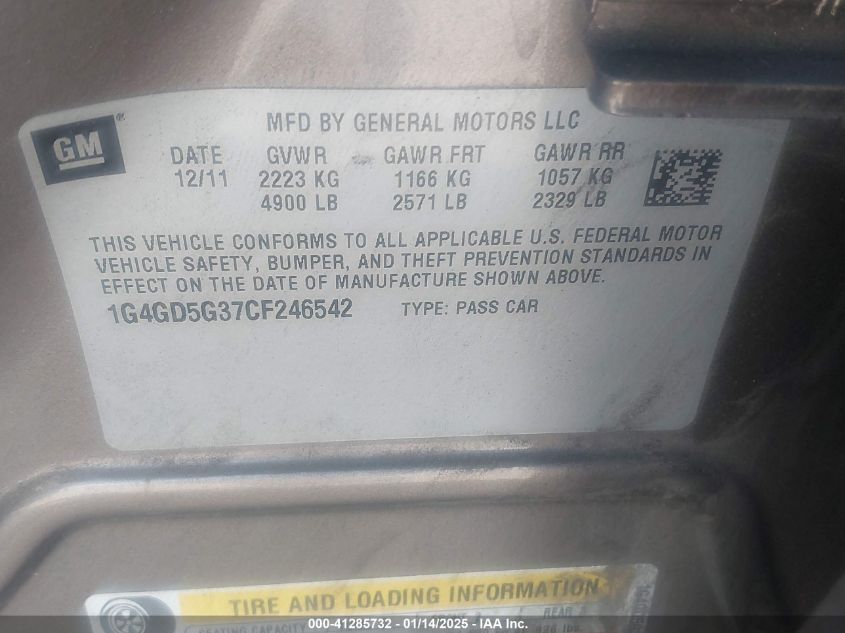 GM
MFD BY GENERAL MOTORS LLC
DATE GVWR GAWR FRT GAWR RR
12/11 2223 KG 1166 KG 1057 KG
4900 LB 2571 LB 2329 LB
THIS VEHICLE CONFORMS TO ALL APPLICABLE U.S. FEDERAL MOTOR
VEHICLE SAFETY, BUMPER, AND THEFT PREVENTION STANDARDS IN
EFFECT ON THE DATE OF MANUFACTURE SHOWN ABOVE.
1G4GD5G37CF246542 TYPE: PASS CAR
TIRE AND LOADING INFORMATION
SEATING CAPACITY REAR
000-41285732 - 01/14/2025 - IAA Inc.